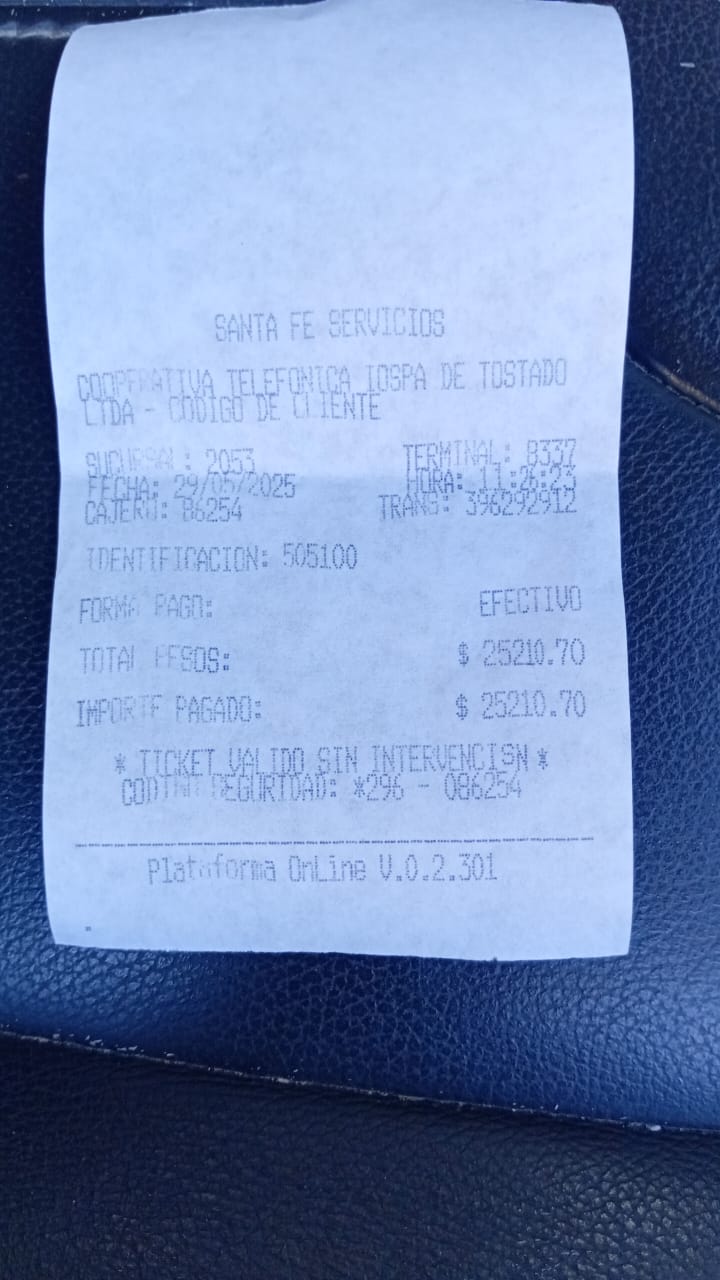 SANTA FE SERVICIOS
COOPERATIVA TELEFONICA IOSPA DE TOSTADO
LTDA - CODIGO DE CLIENTE
SUCURSAL: 2053 TERMINAL: 8337
FECHA: 29/05/2025 HORA: 11:26:23
CAJERO: 86254 TRANS: 396292912
IDENTIFICACION: 505100
FORMA PAGO: EFECTIVO
TOTAL PESOS: $ 25210.70
IMPORTE PAGADO: $ 25210.70
* TICKET VALIDO SIN INTERVENCISN *
CODIGO SEGURIDAD: *296 - 086254
Plataforma OnLine V.0.2.301